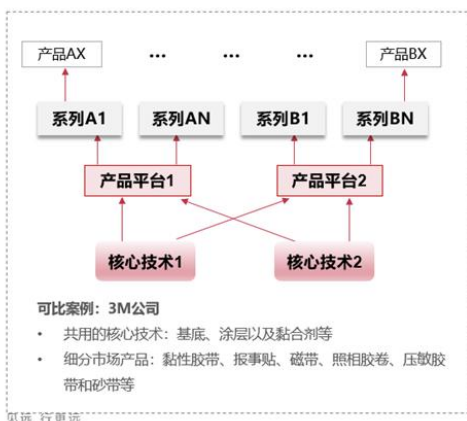 产品AX ... ... ... 产品BX
系列A1 系列AN 系列B1 系列BN
产品平台1 产品平台2
核心技术1 核心技术2
可比案例：3M公司
• 共用的核心技术：基底、涂层以及黏合剂等
• 细分市场产品：黏性胶带、报事贴、磁带、照相胶卷、压敏胶
带和砂带等